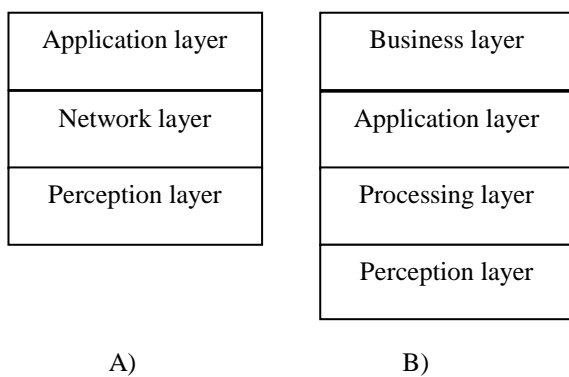 Application layer
Network layer
Perception layer
A)
Business layer
Application layer
Processing layer
Perception layer
B)